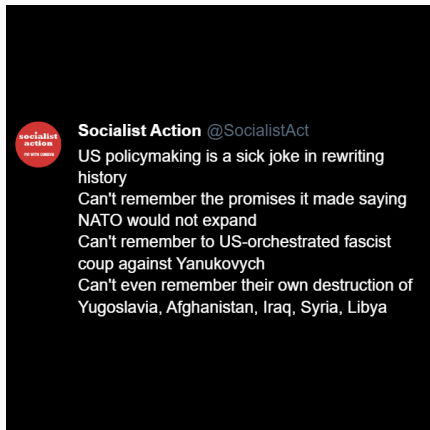 socialist
action
Socialist Action @SocialistAct
US policymaking is a sick joke in rewriting
history
Can't remember the promises it made saying
NATO would not expand
Can't remember to US-orchestrated fascist
coup against Yanukovych
Can't even remember their own destruction of
Yugoslavia, Afghanistan, Iraq, Syria, Libya